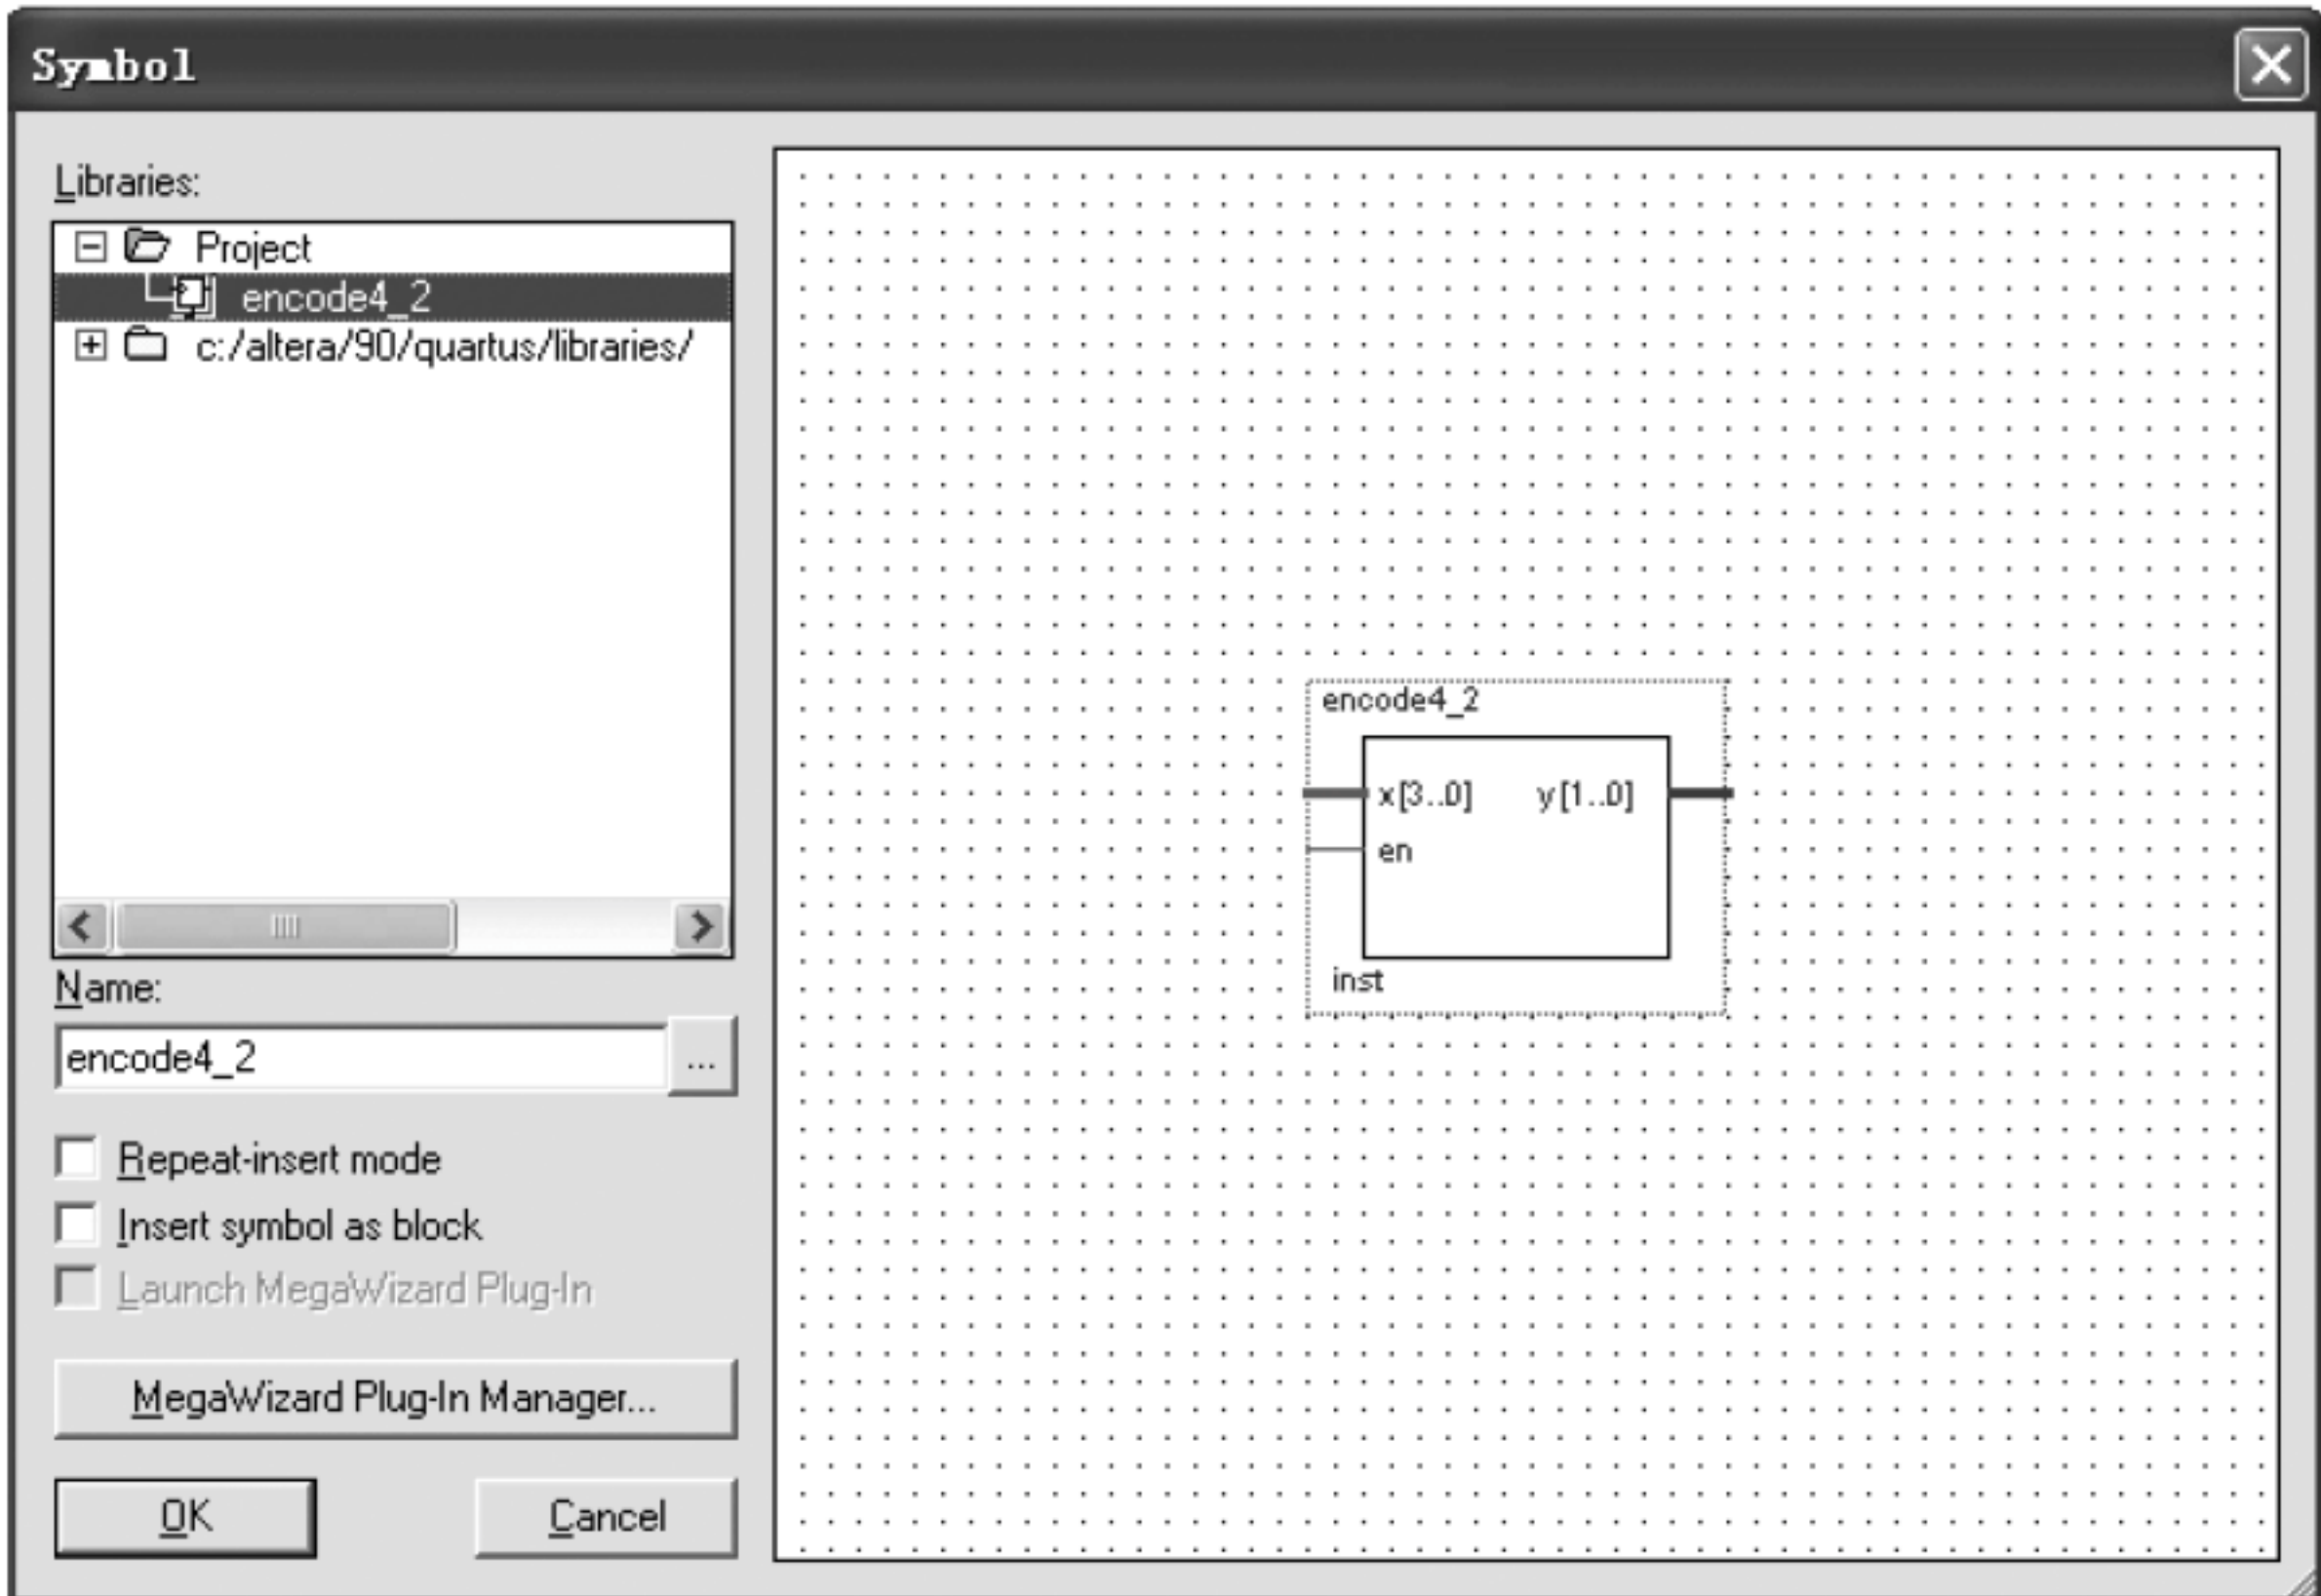 Symbol
Libraries:
Project
encode4_2
c:/altera/90/quartus/libraries/
Name:
encode4_2
...
Repeat-insert mode
Insert symbol as block
Launch MegaWizard Plug-In
MegaWizard Plug-In Manager...
OK
Cancel
encode4_2
x[3..0] y[1..0]
en
inst